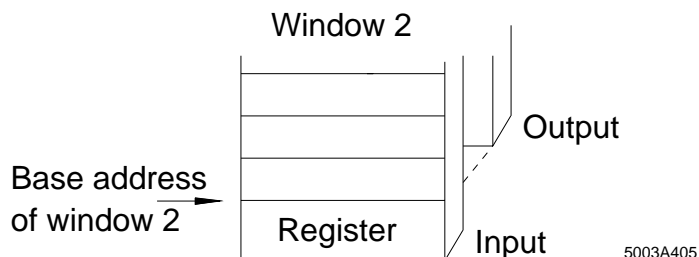 Window 2
Output
Base address
of window 2
Register
Input
5003A405